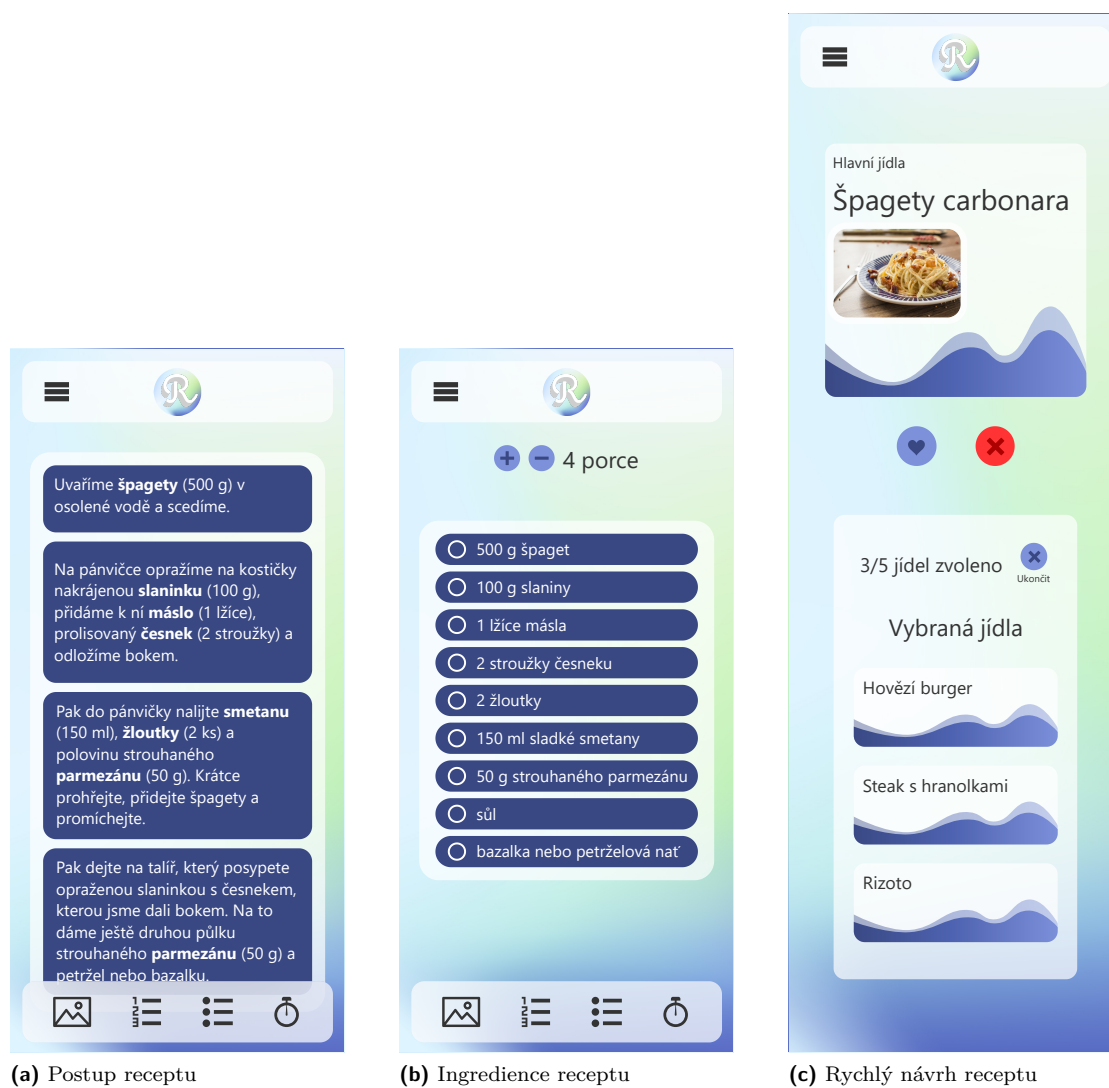 Uvaříme špagety (500 g) v
osolené vodě a scedíme.
Na pánvičce opražíme na kostičky
nakrájenou slaninku (100 g),
přidáme k ní máslo (1 lžíce),
prolisovaný česnek (2 stroužky) a
odložíme bokem.
Pak do pánvičky nalijte smetanu
(150 ml), žloutky (2 ks) a
polovinu strouhaného
parmezánu (50 g). Krátce
prohřejte, přidejte špagety a
promíchejte.
Pak dejte na talíř, který posypete
opraženou slaninkou s česnekem,
kterou jsme dali bokem. Na to
dáme ještě druhou půlku
strouhaného parmezánu (50 g) a
petržel nebo bazalku.
(a) Postup receptu
R
4 porce
500 g špaget
100 g slaniny
1 lžíce másla
2 stroužky česneku
2 žloutky
150 ml sladké smetany
50 g strouhaného parmezánu
sůl
bazalka nebo petrželová nať
(b) Ingredience receptu
R
Hlavní jídla
Špagety carbonara
3/5 jídel zvoleno
Ukončit
Vybraná jídla
Hovězí burger
Steak s hranolkami
Rizoto
(c) Rychlý návrh receptu
R